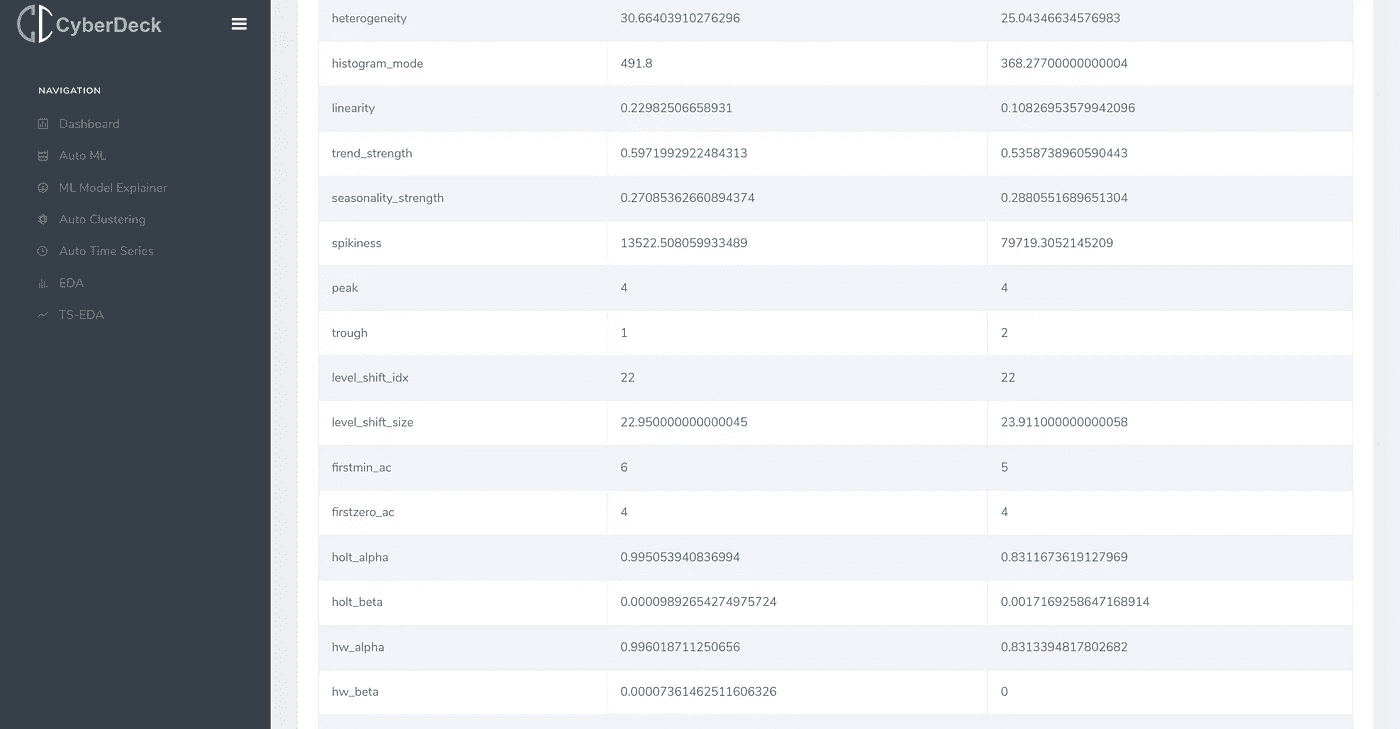 CyberDeck
NAVIGATION
Dashboard
Auto ML
ML Model Explainer
Auto Clustering
Auto Time Series
EDA
TS-EDA
heterogeneity 30.66403910276296 25.04346634576983
histogram_mode 491.8 368.27700000000004
linearity 0.22982506658931 0.10826953579942096
trend_strength 0.5971992922484313 0.5358738960590443
seasonality_strength 0.27085362660894374 0.2880551689651304
spikiness 13522.508059933489 79719.3052145209
peak 4 4
trough 1 2
level_shift_idx 22 22
level_shift_size 22.950000000000045 23.911000000000058
firstmin_ac 6 5
firstzero_ac 4 4
holt_alpha 0.995053940836994 0.8311673619127969
holt_beta 0.00009892654274975724 0.0017169258647168914
hw_alpha 0.996018711250656 0.8313394817802682
hw_beta 0.00007361462511606326 0